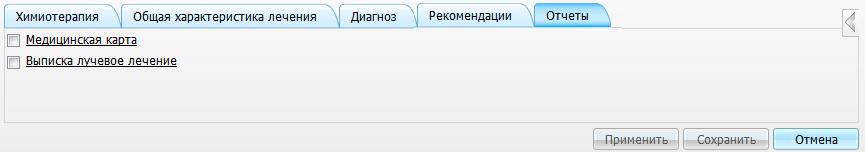 Химиотерапия Общая характеристика лечения Диагноз Рекомендации Отчеты
Медицинская карта
Выписка лучевое лечение
Применить Сохранить Отмена